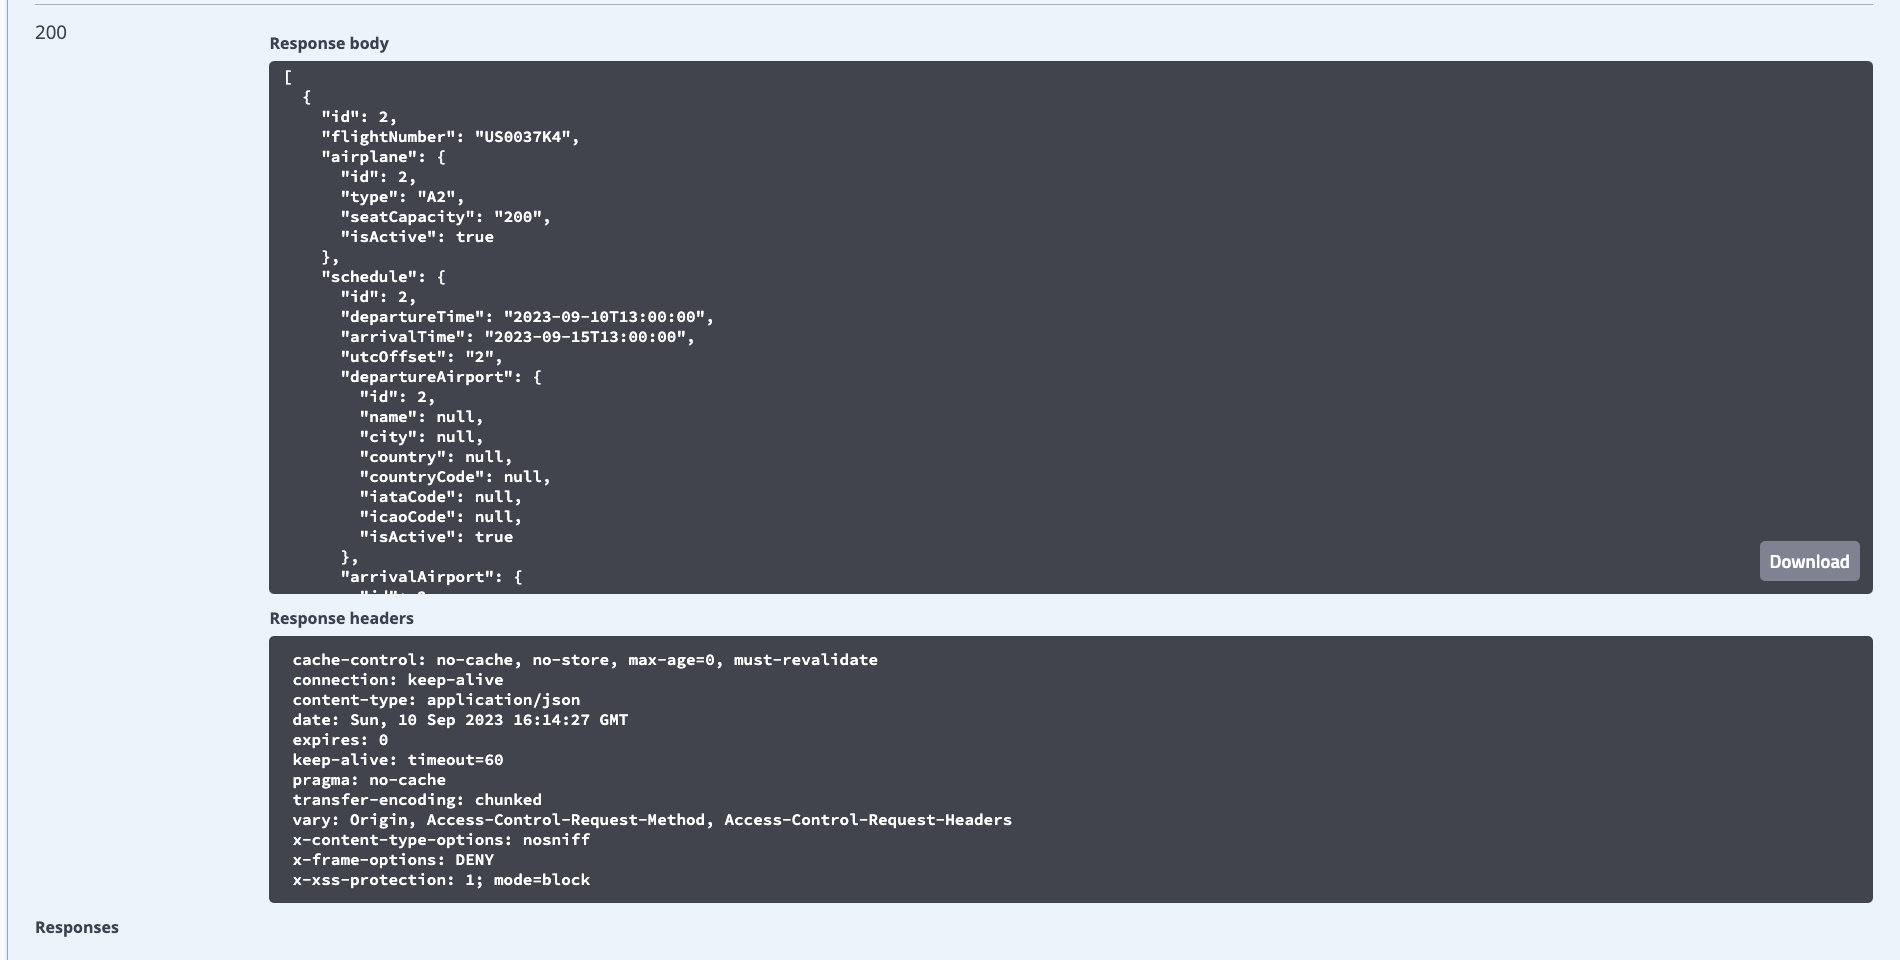 200
Response body
[
  {
    "id": 2,
    "flightNumber": "US0037K4",
    "airplane": {
      "id": 2,
      "type": "A2",
      "seatCapacity": "200",
      "isActive": true
    },
    "schedule": {
      "id": 2,
      "departureTime": "2023-09-10T13:00:00",
      "arrivalTime": "2023-09-15T13:00:00",
      "utcOffset": "2",
      "departureAirport": {
        "id": 2,
        "name": null,
        "city": null,
        "country": null,
        "countryCode": null,
        "iataCode": null,
        "icaoCode": null,
        "isActive": true
      },
      "arrivalAirport": {
Download
Response headers
cache-control: no-cache, no-store, max-age=0, must-revalidate
connection: keep-alive
content-type: application/json
date: Sun, 10 Sep 2023 16:14:27 GMT
expires: 0
keep-alive: timeout=60
pragma: no-cache
transfer-encoding: chunked
vary: Origin, Access-Control-Request-Method, Access-Control-Request-Headers
x-content-type-options: nosniff
x-frame-options: DENY
x-xss-protection: 1; mode=block
Responses